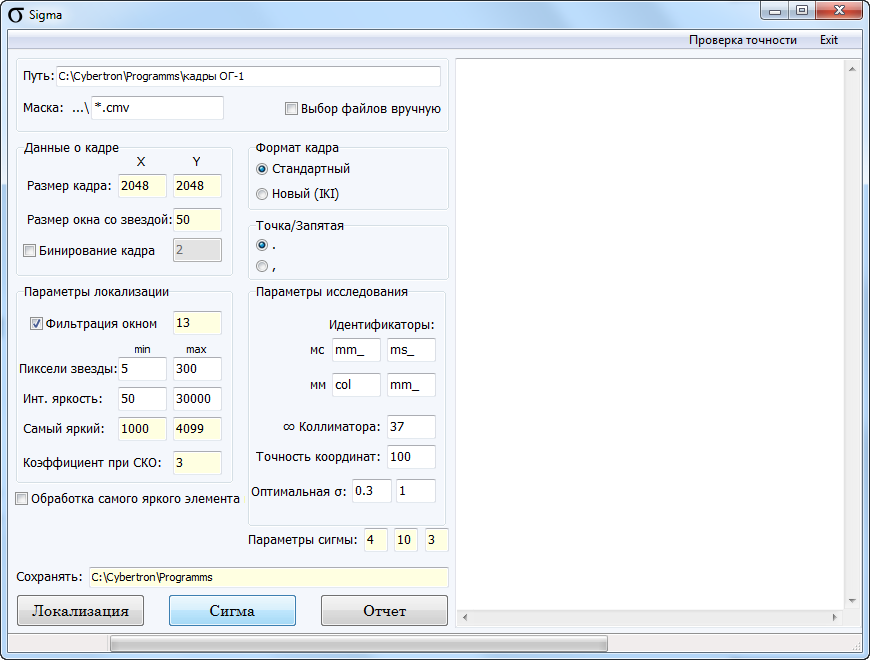 σ Sigma
Проверка точности Exit
Путь: C:\Cybertron\Programms\кадры ОГ-1
Маска: ...\ *.cmv Выбор файлов вручную
Данные о кадре
X Y
Размер кадра: 2048 2048
Размер окна со звездой: 50
Бинирование кадра 2
Формат кадра
Стандартный
Новый (IKI)
Точка/Запятая
.
,
Параметры локализации
Фильтрация окном 13
min max
Пиксели звезды: 5 300
Инт. яркость: 50 30000
Самый яркий: 1000 4099
Коэффициент при СКО: 3
Обработка самого яркого элемента
Параметры исследования
Идентификаторы:
мс mm_ ms_
мм col mm_
∞ Коллиматора: 37
Точность координат: 100
Оптимальная σ: 0.3 1
Параметры сигмы: 4 10 3
Сохранять: C:\Cybertron\Programms
Локализация Сигма Отчет